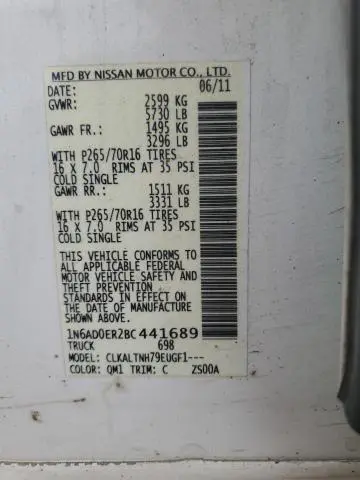 MFD BY NISSAN MOTOR CO., LTD.
DATE: 06/11
GVWR: 2599 KG
5730 LB
GAWR FR.: 1495 KG
3296 LB
WITH P265/70R16 TIRES
16 X 7.0 RIMS AT 35 PSI
COLD SINGLE
GAWR RR.: 1511 KG
3331 LB
WITH P265/70R16 TIRES
16 X 7.0 RIMS AT 35 PSI
COLD SINGLE
THIS VEHICLE CONFORMS TO
ALL APPLICABLE FEDERAL
MOTOR VEHICLE SAFETY AND
THEFT PREVENTION
STANDARDS IN EFFECT ON
THE DATE OF MANUFACTURE
SHOWN ABOVE.
1N6AD0ER2BC441689
TRUCK 698
MODEL: CLKALTNH79EUGF1---
COLOR: QM1 TRIM: C ZS00A